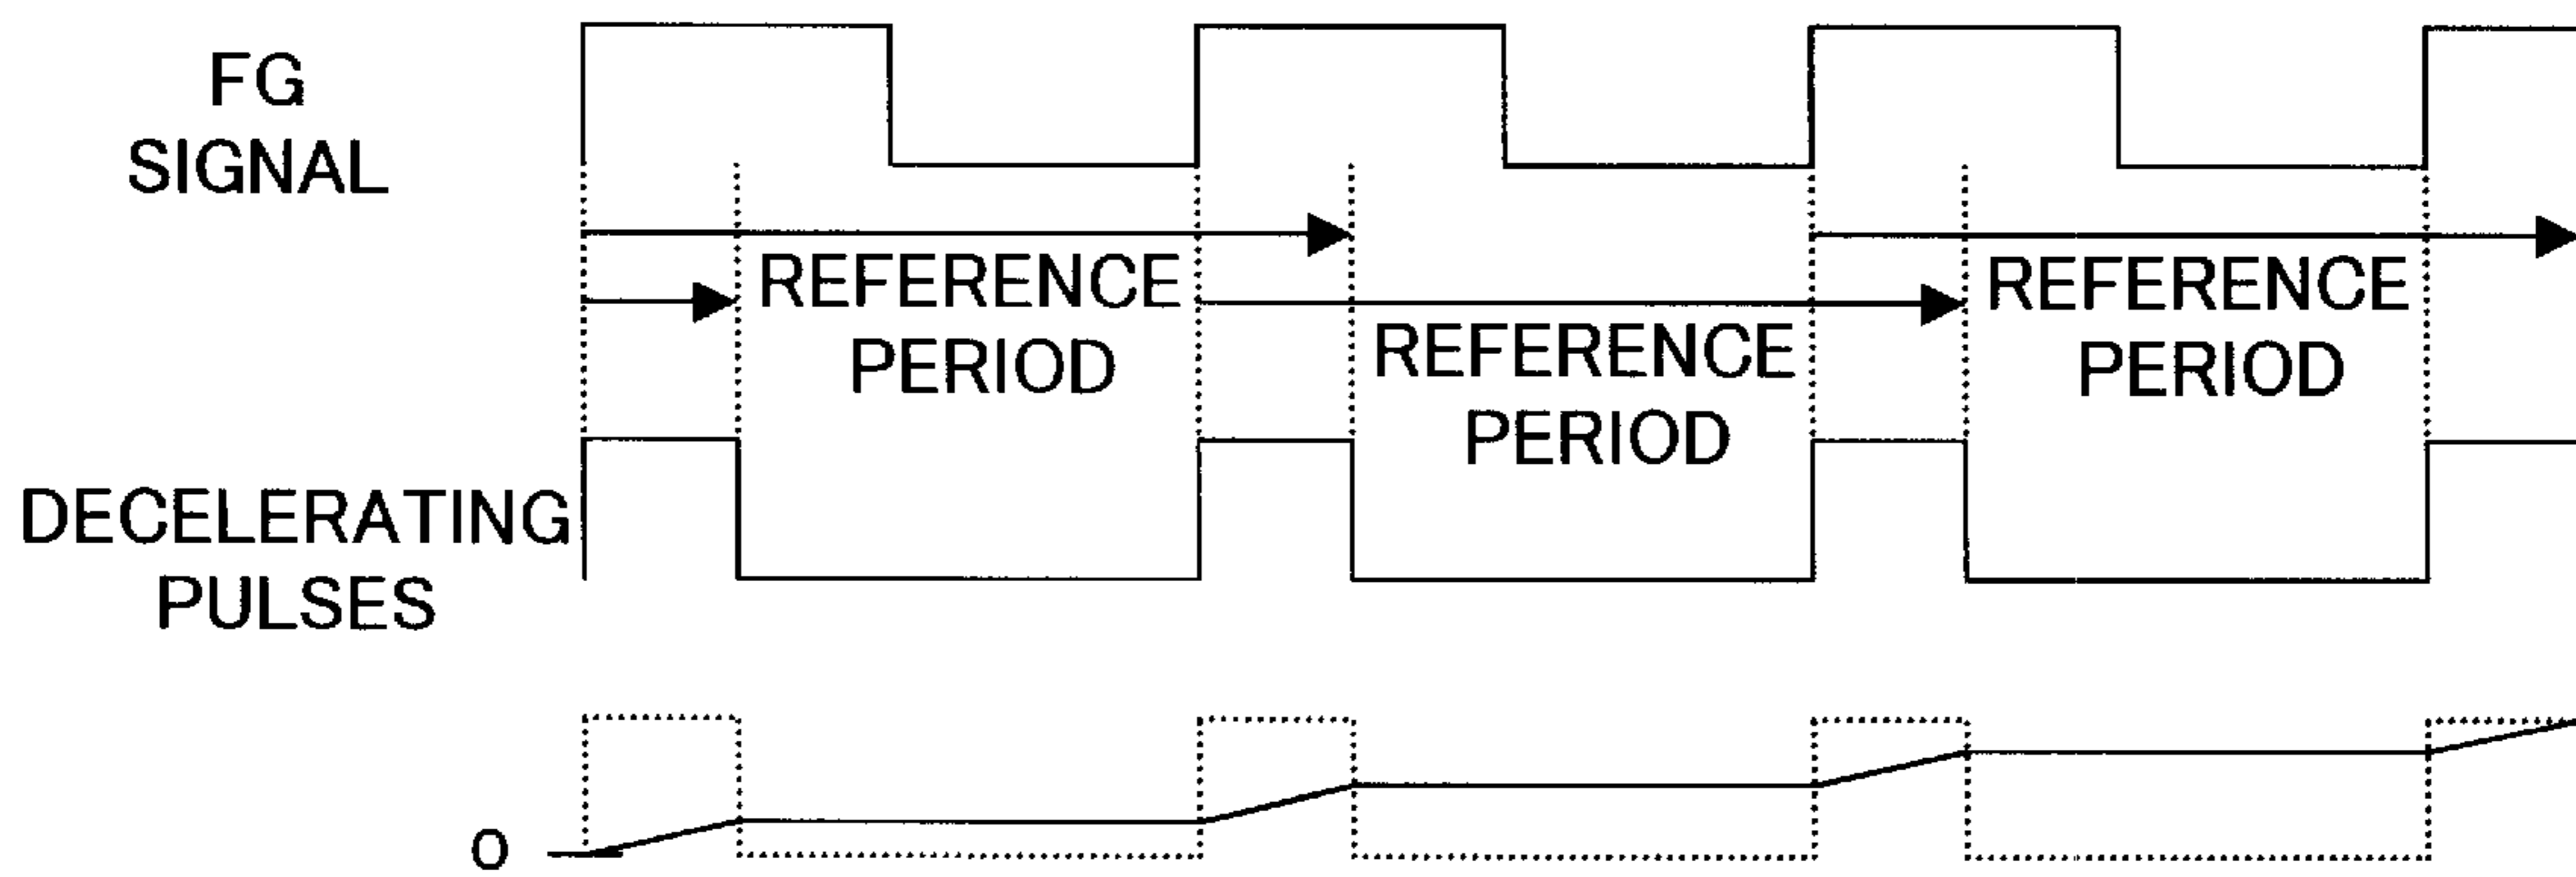 FG
SIGNAL
REFERENCE
PERIOD
REFERENCE
PERIOD
REFERENCE
PERIOD
DECELERATING
PULSES
0